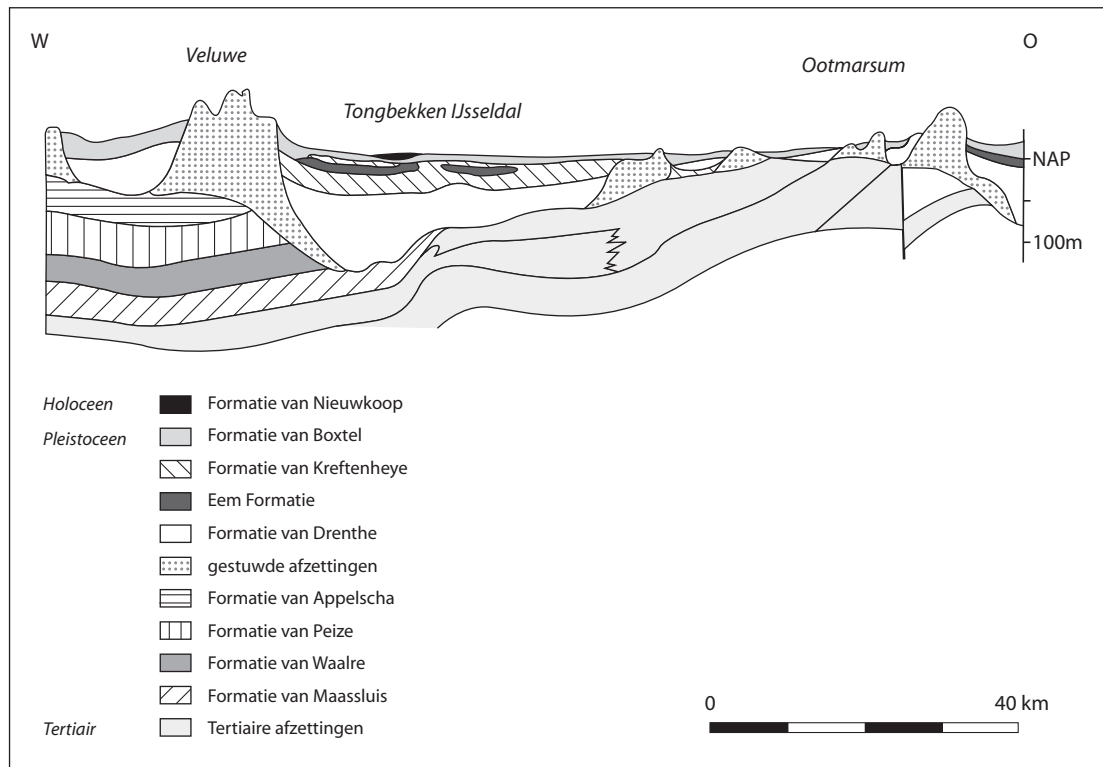 W
O
Veluwe
Ootmarsum
Tongbekken IJsseldal
NAP
100m
Holoceen
Formatie van Nieuwkoop
Pleistoceen
Formatie van Boxtel
Formatie van Kreftenheye
Eem Formatie
Formatie van Drenthe
gestuwde afzettingen
Formatie van Appelscha
Formatie van Peize
Formatie van Waalre
Formatie van Maassluis
Tertiair
Tertiaire afzettingen
0
40 km